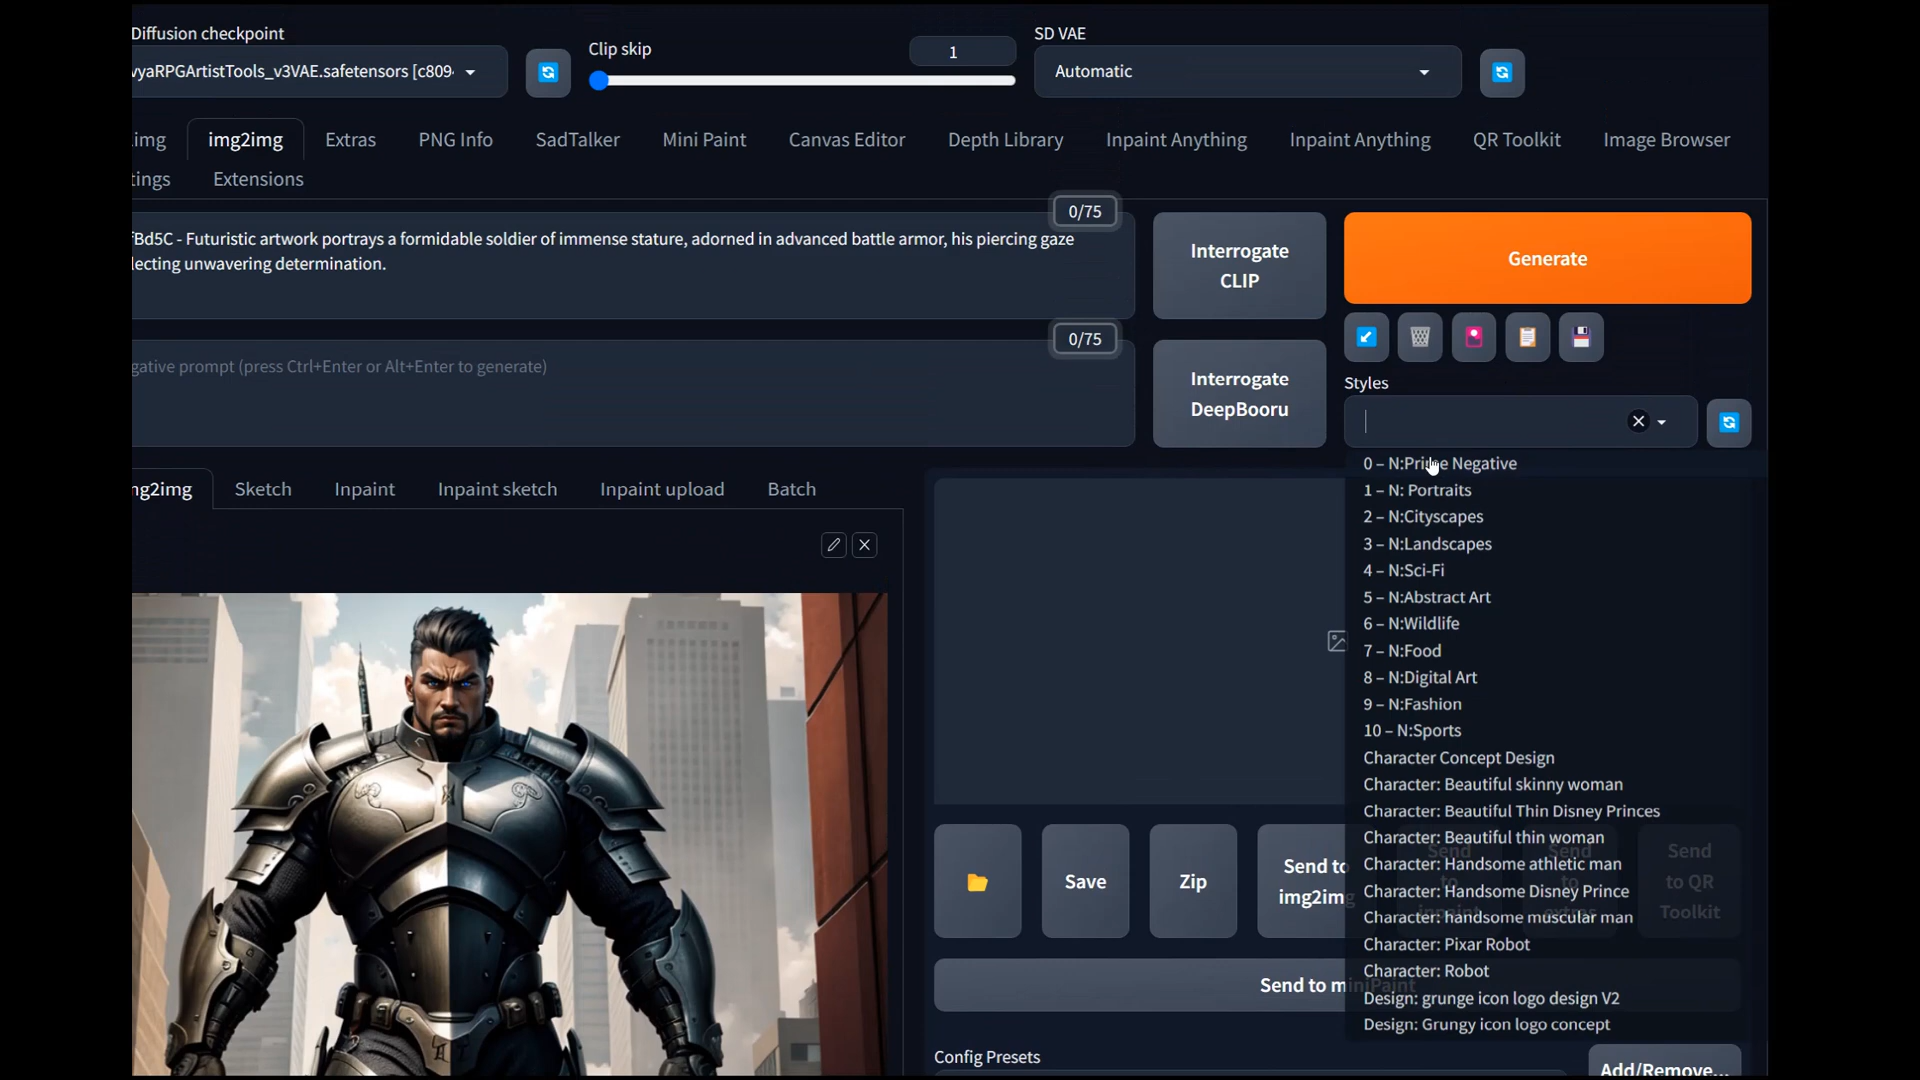 Diffusion checkpoint
Clip skip
1
SD VAE
vyaRPGArtistTools_v3VAE.safetensors [c809
Automatic
img
img2img
Extras
PNG Info
SadTalker
Mini Paint
Canvas Editor
Depth Library
Inpaint Anything
Inpaint Anything
QR Toolkit
Image Browser
tings
Extensions
0/75
fBd5C - Futuristic artwork portrays a formidable soldier of immense stature, adorned in advanced battle armor, his piercing gaze
lecting unwavering determination.
Interrogate
CLIP
Generate
0/75
gative prompt (press Ctrl+Enter or Alt+Enter to generate)
Interrogate
DeepBooru
Styles
0 – N:Prime Negative
1 – N: Portraits
2 – N:Cityscapes
3 – N:Landscapes
4 – N:Sci-Fi
5 – N:Abstract Art
6 – N:Wildlife
7 – N:Food
8 – N:Digital Art
9 – N:Fashion
10 – N:Sports
Character Concept Design
Character: Beautiful skinny woman
Character: Beautiful Thin Disney Princes
Character: Beautiful thin woman
Character: Handsome athletic man
Character: Handsome Disney Prince
Character: handsome muscular man
Character: Pixar Robot
Character: Robot
Design: grunge icon logo design V2
Design: Grungy icon logo concept
ng2img
Sketch
Inpaint
Inpaint sketch
Inpaint upload
Batch
Save
Zip
Send to
img2img
Send
to
Send
to QR
Toolkit
Send to miniPaint
Config Presets
Add/Remove...